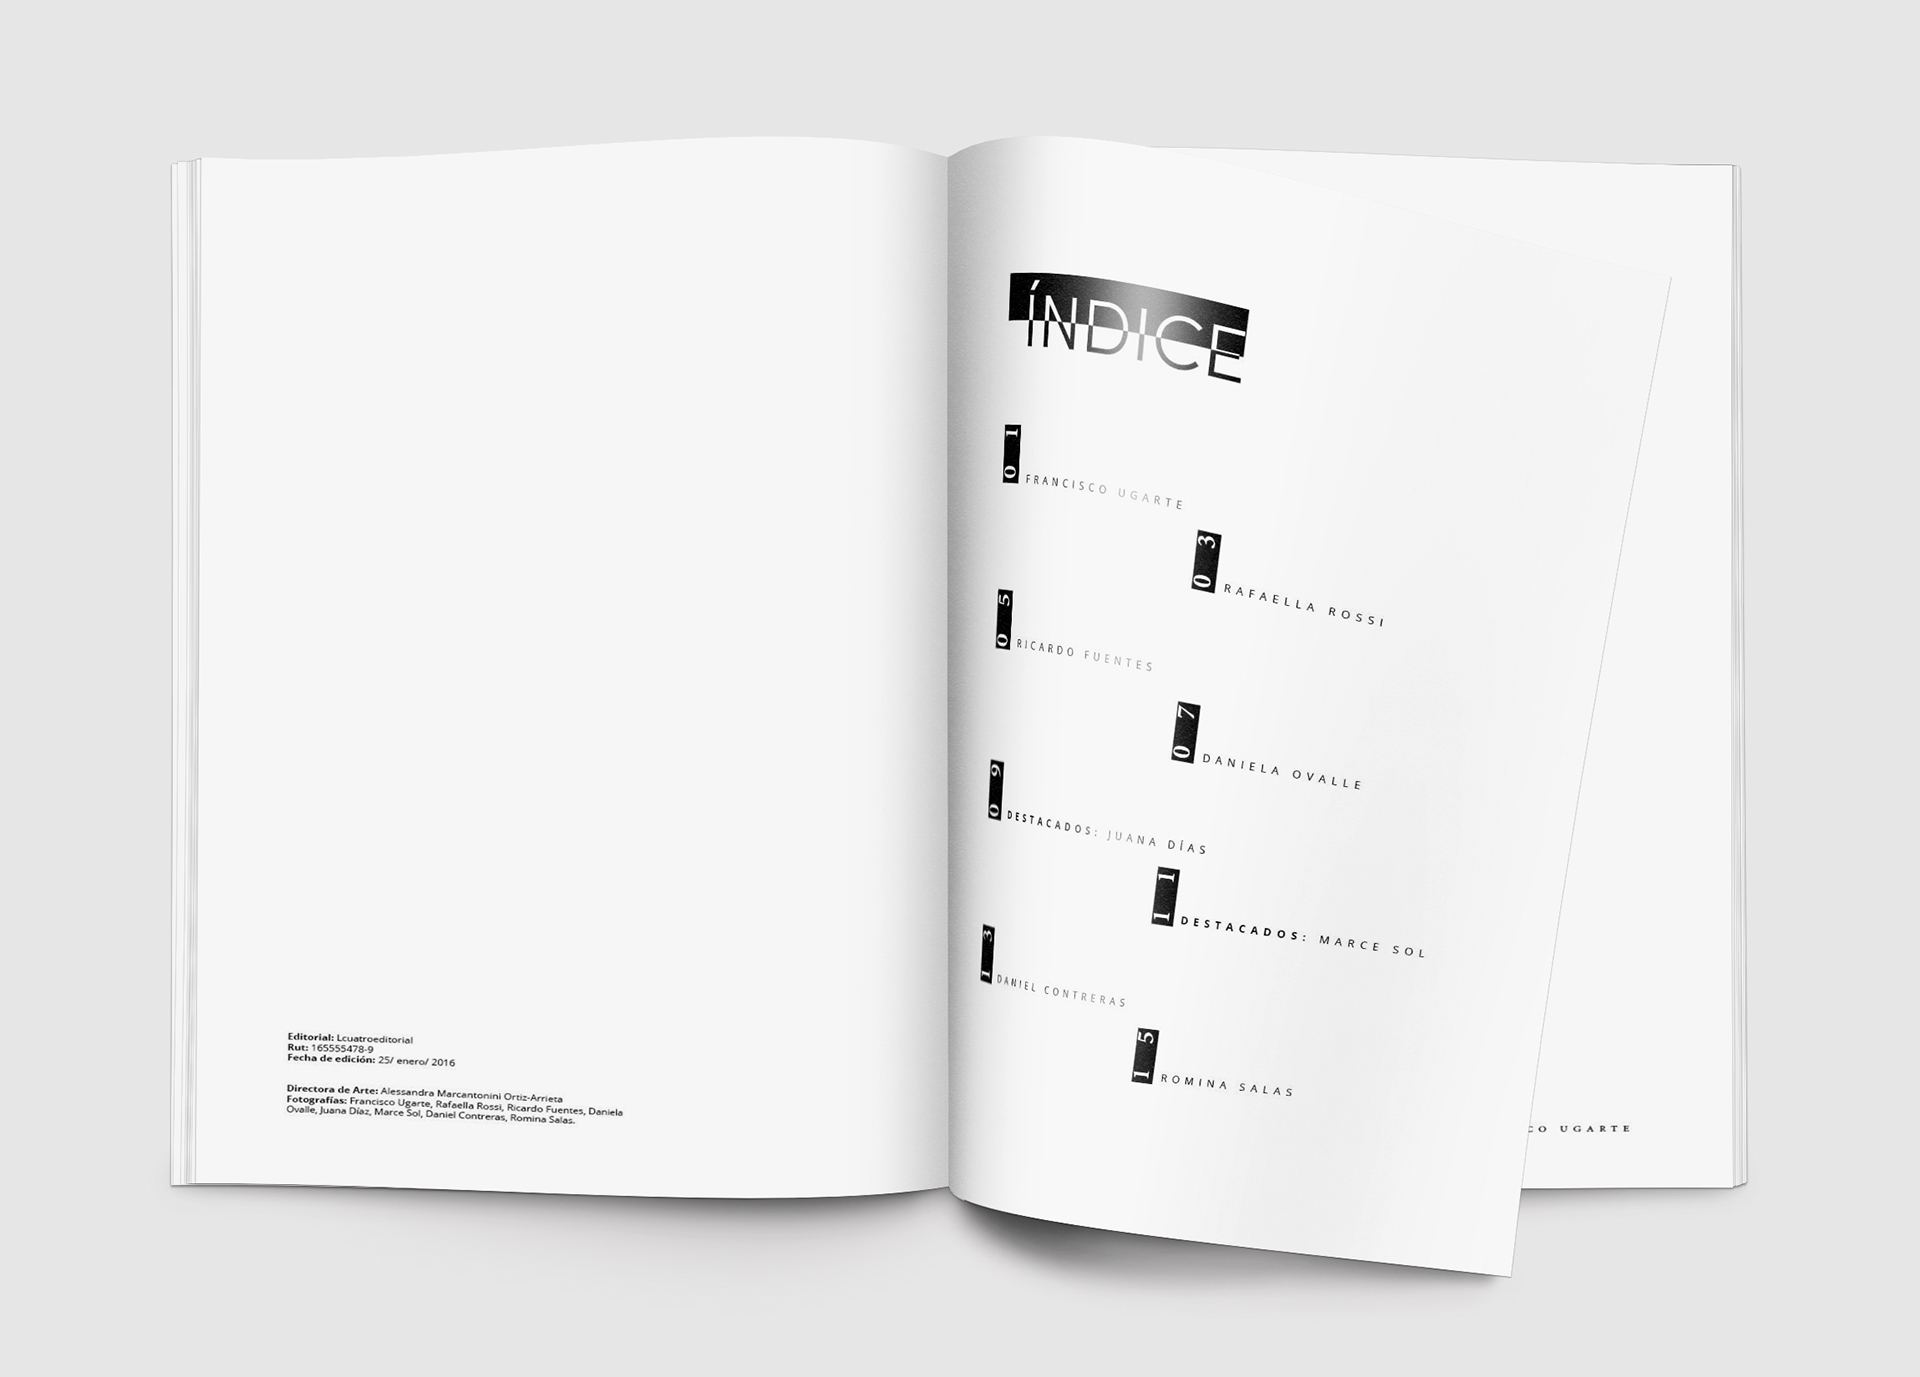 Editorial: Lcuatroeditorial
Rut: 165555478-9
Fecha de edición: 25/ enero/ 2016
Directora de Arte: Alessandra Marcantonini Ortiz-Arrieta
Fotografías: Francisco Ugarte, Rafaella Rossi, Ricardo Fuentes, Daniela
Ovalle, Juana Díaz, Marce Sol, Daniel Contreras, Romina Salas.
ÍNDICE
01 FRANCISCO UGARTE
03 RAFAELLA ROSSI
05 RICARDO FUENTES
07 DANIELA OVALLE
09 DESTACADOS: JUANA DÍAS
11 DESTACADOS: MARCE SOL
13 DANIEL CONTRERAS
15 ROMINA SALAS
CO UGARTE